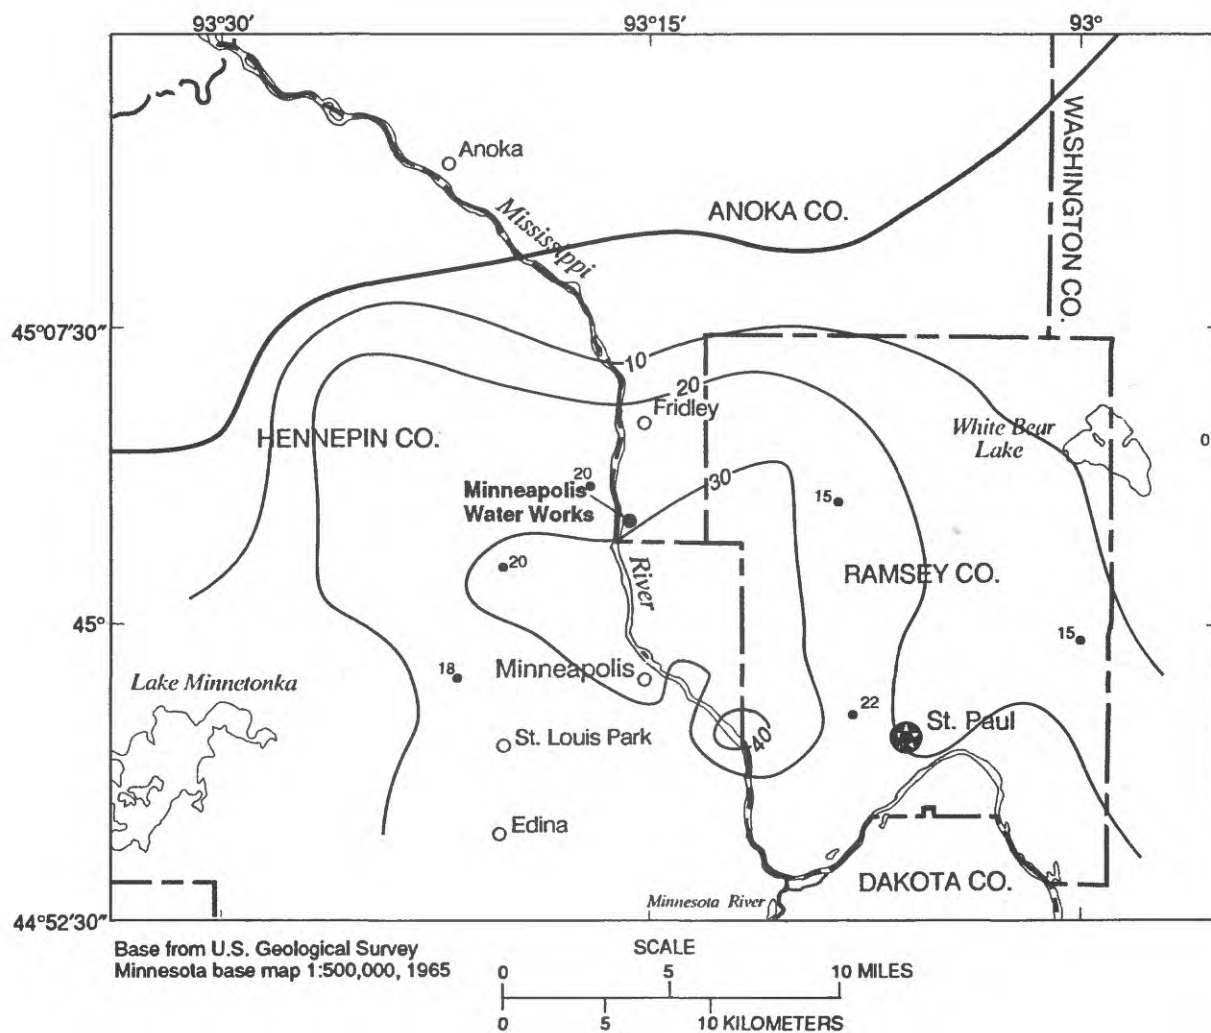 93°30' 93°15' 93°
Anoka
Mississippi
ANOKA CO.
WASHINGTON CO.
45°07'30"
10
20
Fridley
HENNEPIN CO.
White Bear
Lake
0
20
30
Minneapolis
Water Works
15
20
River
RAMSEY CO.
45°
15
18
Minneapolis
Lake Minnetonka
22
St. Paul
St. Louis Park
40
Edina
DAKOTA CO.
Minnesota River
44°52'30"
Base from U.S. Geological Survey
Minnesota base map 1:500,000, 1965
SCALE
0 5 10 MILES
0 5 10 KILOMETERS